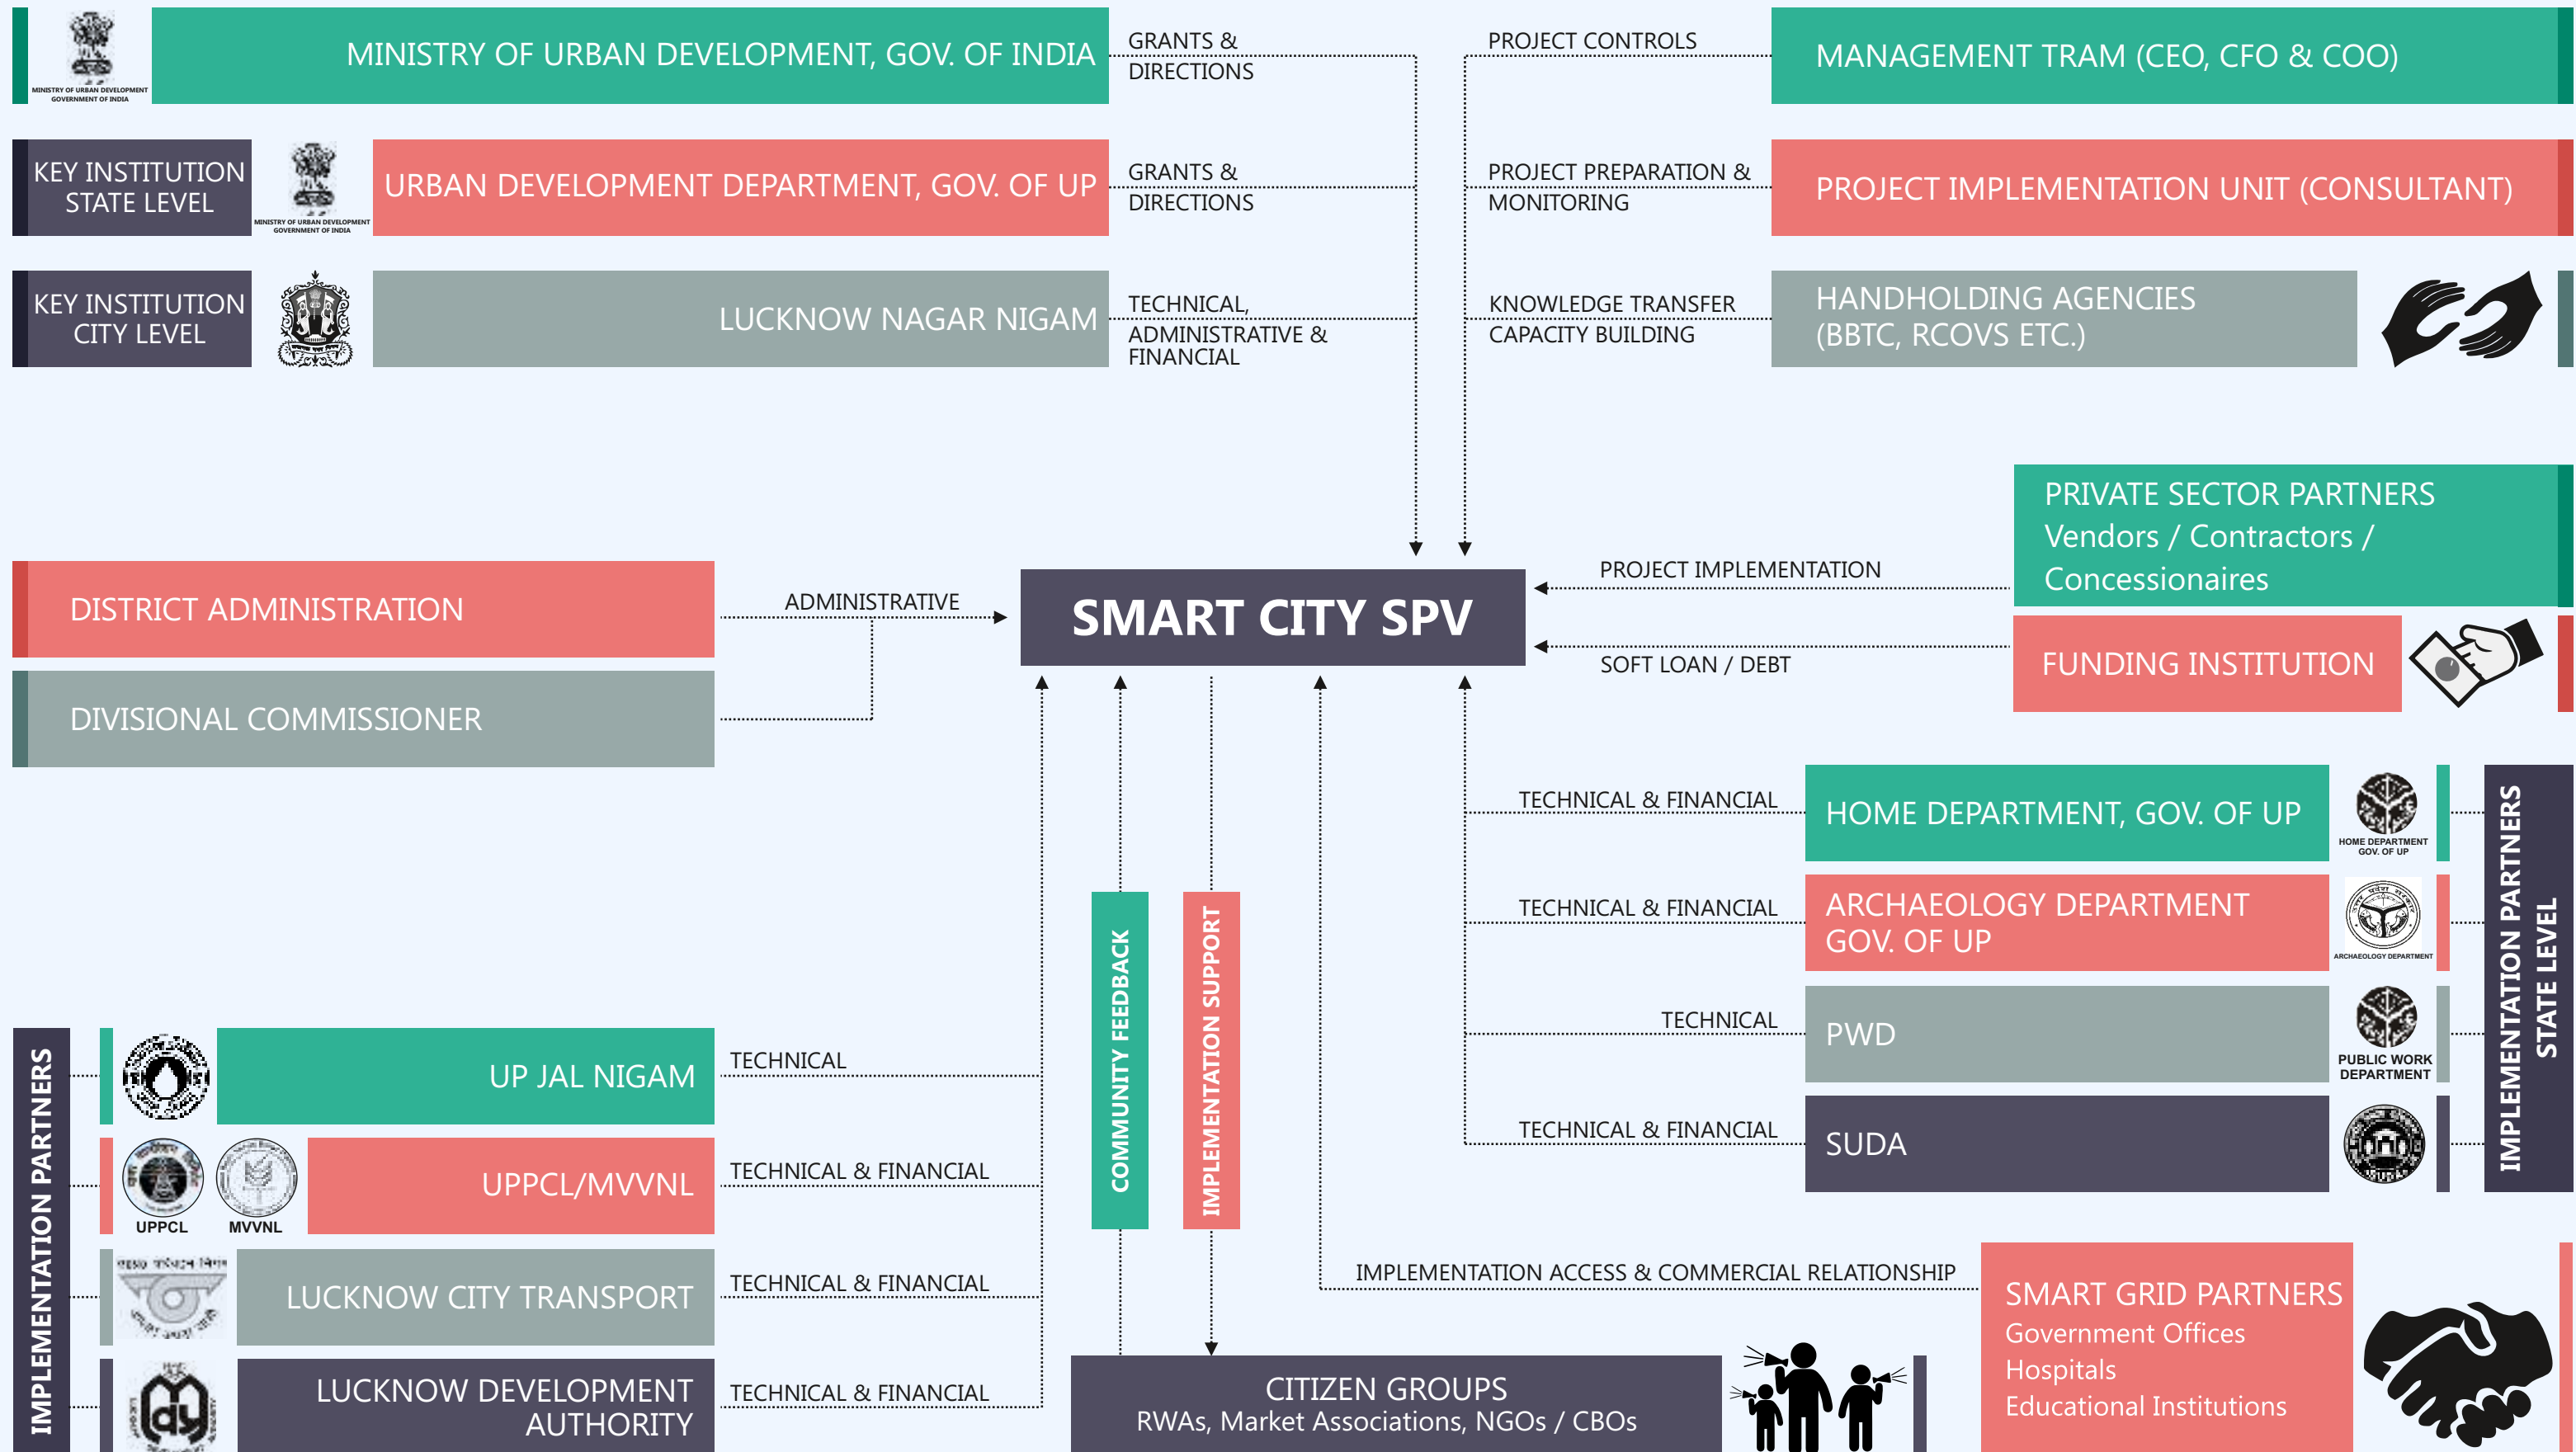 MINISTRY OF URBAN DEVELOPMENT
GOVERNMENT OF INDIA
MINISTRY OF URBAN DEVELOPMENT, GOV. OF INDIA
GRANTS &
DIRECTIONS
PROJECT CONTROLS
MANAGEMENT TRAM (CEO, CFO & COO)
KEY INSTITUTION
STATE LEVEL
MINISTRY OF URBAN DEVELOPMENT
GOVERNMENT OF INDIA
URBAN DEVELOPMENT DEPARTMENT, GOV. OF UP
GRANTS &
DIRECTIONS
PROJECT PREPARATION &
MONITORING
PROJECT IMPLEMENTATION UNIT (CONSULTANT)
KEY INSTITUTION
CITY LEVEL
LUCKNOW NAGAR NIGAM
TECHNICAL,
ADMINISTRATIVE &
FINANCIAL
KNOWLEDGE TRANSFER
CAPACITY BUILDING
HANDHOLDING AGENCIES
(BBTC, RCOVS ETC.)
PRIVATE SECTOR PARTNERS
Vendors / Contractors /
Concessionaires
DISTRICT ADMINISTRATION
ADMINISTRATIVE
SMART CITY SPV
PROJECT IMPLEMENTATION
SOFT LOAN / DEBT
FUNDING INSTITUTION
DIVISIONAL COMMISSIONER
TECHNICAL & FINANCIAL
HOME DEPARTMENT, GOV. OF UP
HOME DEPARTMENT
GOV. OF UP
TECHNICAL & FINANCIAL
ARCHAEOLOGY DEPARTMENT
GOV. OF UP
ARCHAEOLOGY DEPARTMENT
TECHNICAL
PWD
PUBLIC WORK
DEPARTMENT
TECHNICAL & FINANCIAL
SUDA
IMPLEMENTATION PARTNERS
STATE LEVEL
COMMUNITY FEEDBACK
IMPLEMENTATION SUPPORT
IMPLEMENTATION PARTNERS
UP JAL NIGAM
TECHNICAL
UPPCL
MVVNL
UPPCL/MVVNL
TECHNICAL & FINANCIAL
LUCKNOW CITY TRANSPORT
TECHNICAL & FINANCIAL
LUCKNOW DEVELOPMENT
AUTHORITY
TECHNICAL & FINANCIAL
IMPLEMENTATION ACCESS & COMMERCIAL RELATIONSHIP
SMART GRID PARTNERS
Government Offices
Hospitals
Educational Institutions
CITIZEN GROUPS
RWAs, Market Associations, NGOs / CBOs